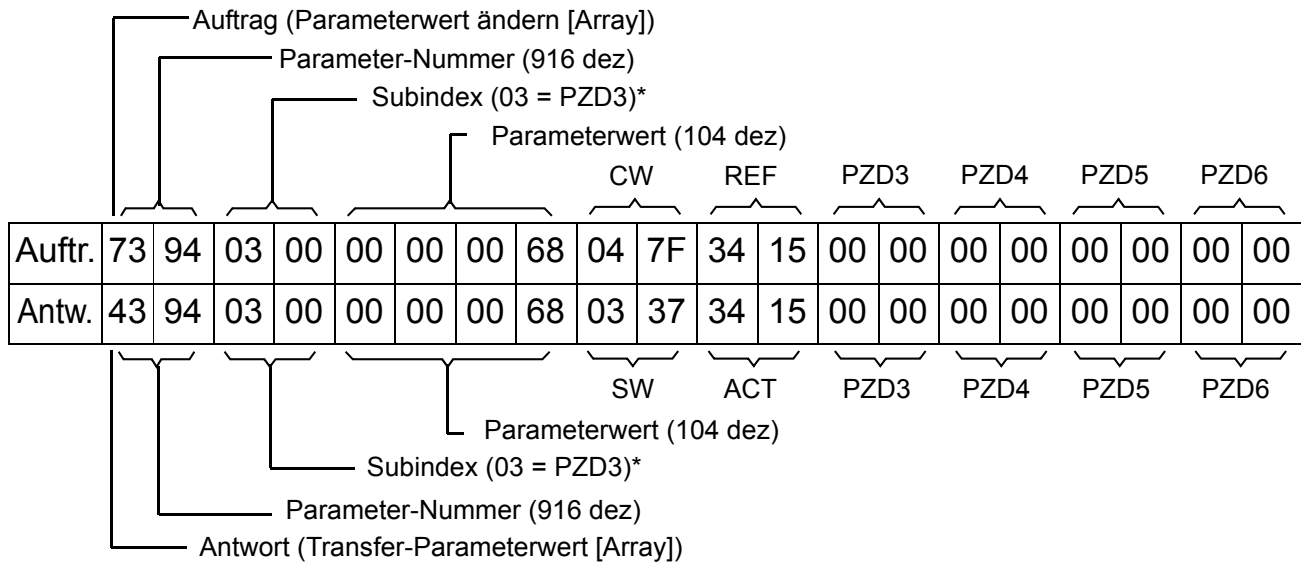 Auftrag (Parameterwert ändern [Array])
Parameter-Nummer (916 dez)
Subindex (03 = PZD3)*
Parameterwert (104 dez)
CW REF PZD3 PZD4 PZD5 PZD6
Auftr. 73 94 03 00 00 00 00 68 04 7F 34 15 00 00 00 00 00 00 00 00
Antw. 43 94 03 00 00 00 00 68 03 37 34 15 00 00 00 00 00 00 00 00
SW ACT PZD3 PZD4 PZD5 PZD6
Parameterwert (104 dez)
Subindex (03 = PZD3)*
Parameter-Nummer (916 dez)
Antwort (Transfer-Parameterwert [Array])